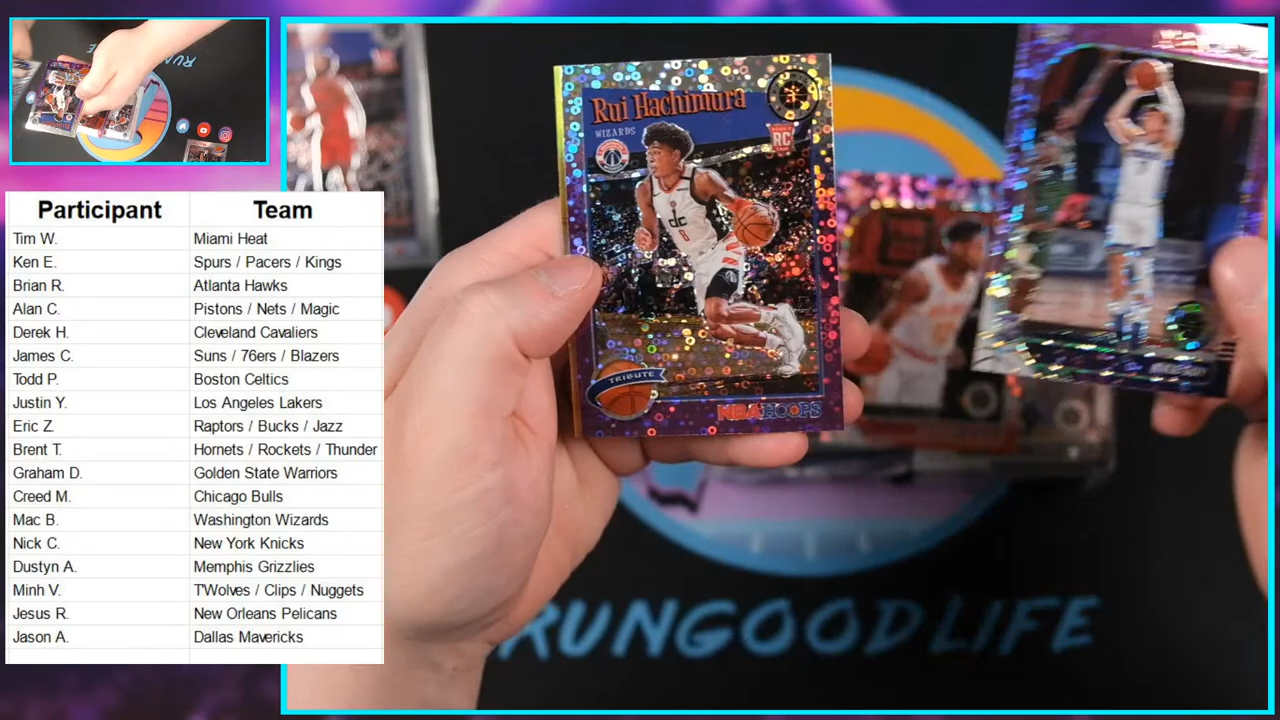 Participant Team
Tim W. Miami Heat
Ken E. Spurs / Pacers / Kings
Brian R. Atlanta Hawks
Alan C. Pistons / Nets / Magic
Derek H. Cleveland Cavaliers
James C. Suns / 76ers / Blazers
Todd P. Boston Celtics
Justin Y. Los Angeles Lakers
Eric Z. Raptors / Bucks / Jazz
Brent T. Hornets / Rockets / Thunder
Graham D. Golden State Warriors
Creed M. Chicago Bulls
Mac B. Washington Wizards
Nick C. New York Knicks
Dustyn A. Memphis Grizzlies
Minh V. T'Wolves / Clips / Nuggets
Jesus R. New Orleans Pelicans
Jason A. Dallas Mavericks
Rui Hachimura
WIZARDS
RC
dc
8
TRIBUTE
NBA HOOPS
RUNGOODLIFE